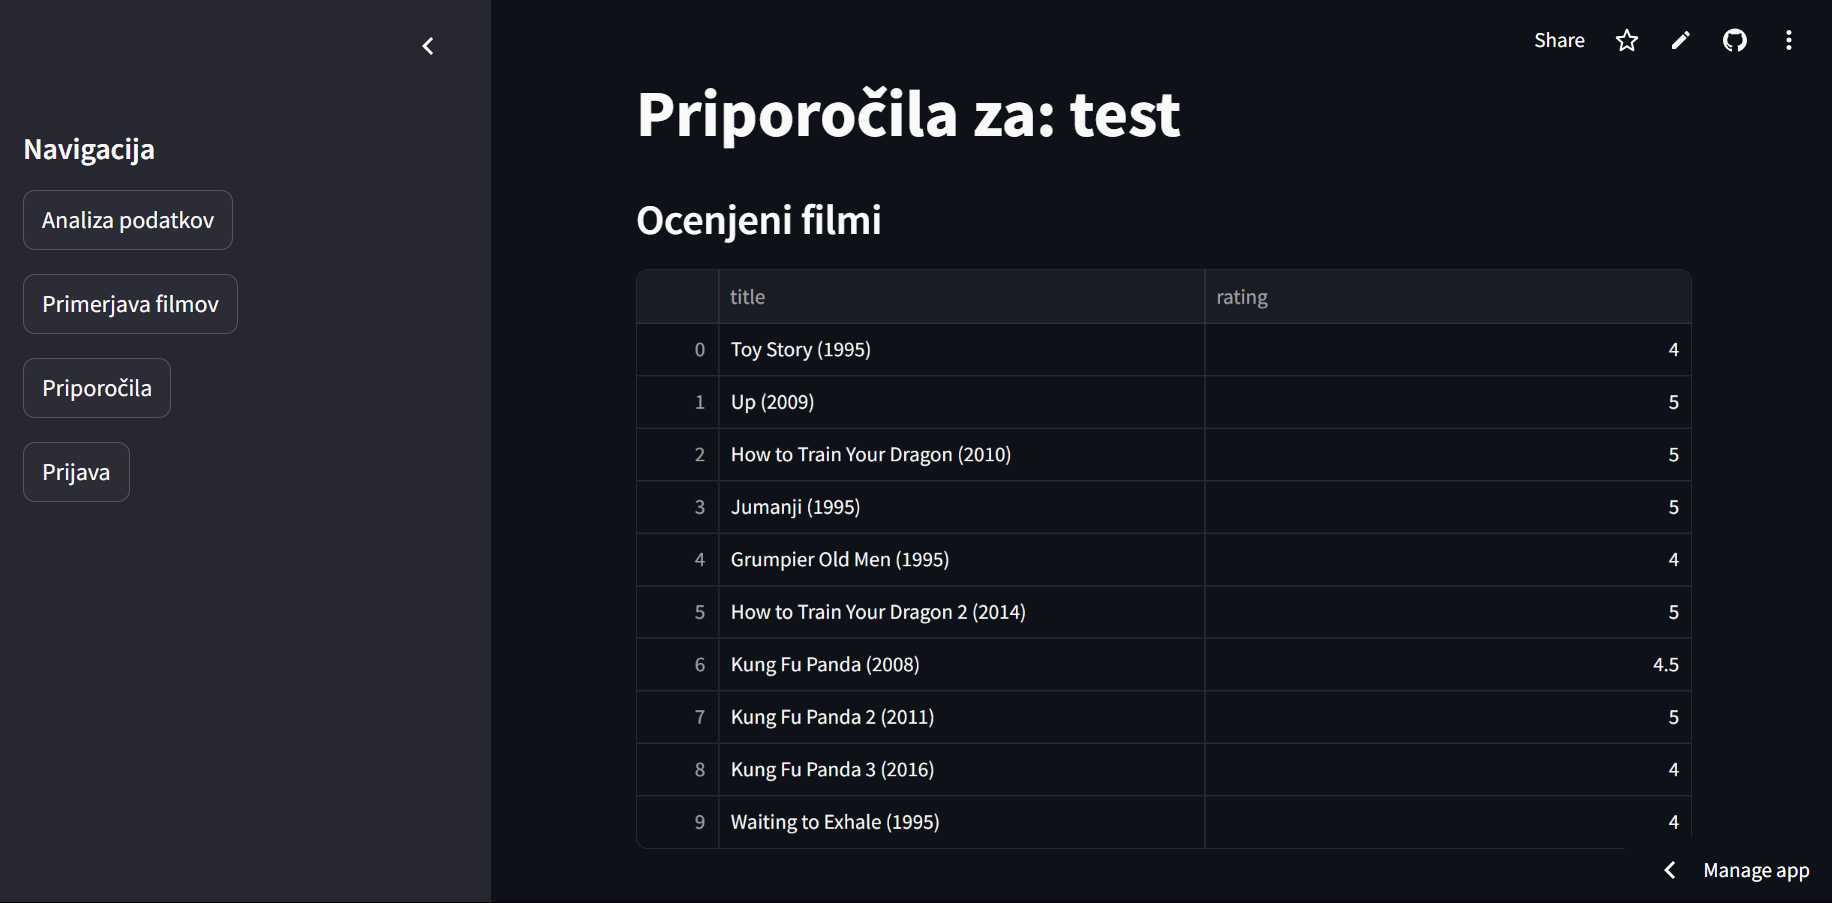 Share
Navigacija
Analiza podatkov
Primerjava filmov
Priporočila
Prijava
Priporočila za: test
Ocenjeni filmi
title rating
0 Toy Story (1995) 4
1 Up (2009) 5
2 How to Train Your Dragon (2010) 5
3 Jumanji (1995) 5
4 Grumpier Old Men (1995) 4
5 How to Train Your Dragon 2 (2014) 5
6 Kung Fu Panda (2008) 4.5
7 Kung Fu Panda 2 (2011) 5
8 Kung Fu Panda 3 (2016) 4
9 Waiting to Exhale (1995) 4
Manage app